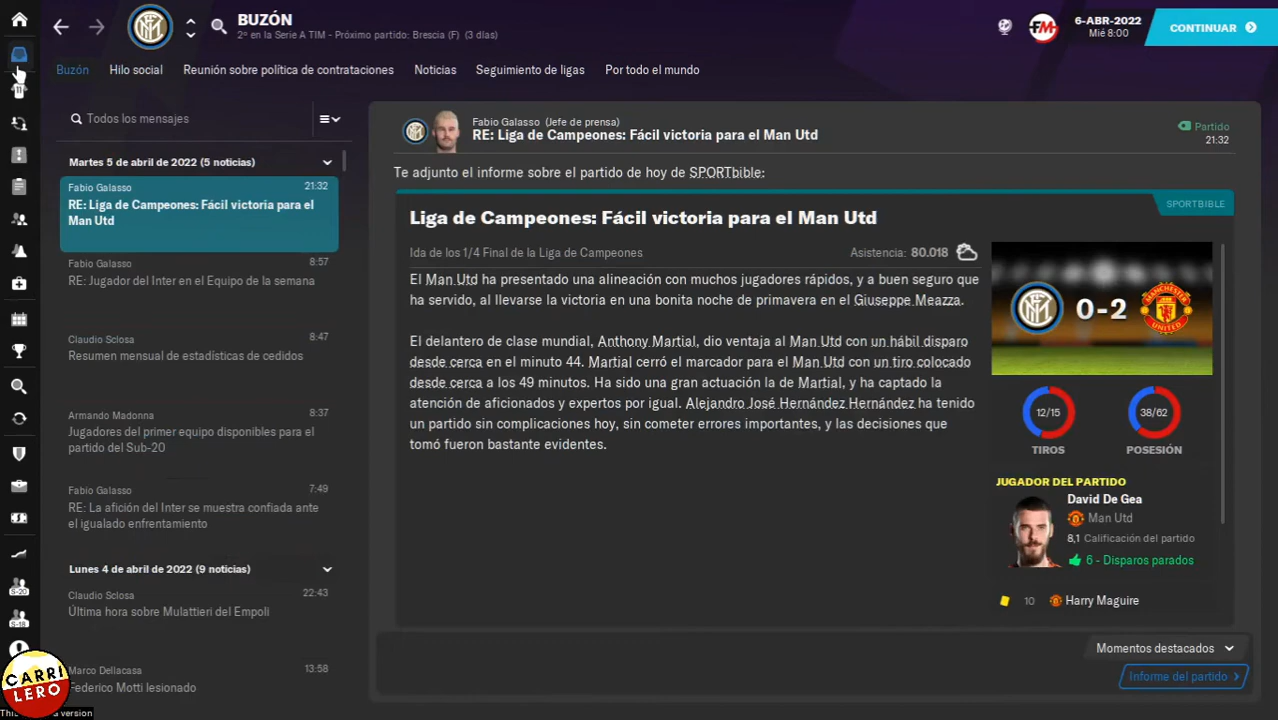 BUZÓN
2º en la Serie A TIM - Próximo partido: Brescia (F) (3 días)
FM
6-ABR-2022
Mié 8:00
CONTINUAR
Buzón
Hilo social
Reunión sobre política de contrataciones
Noticias
Seguimiento de ligas
Por todo el mundo
Todos los mensajes
Martes 5 de abril de 2022 (5 noticias)
Fabio Galasso
21:32
RE: Liga de Campeones: Fácil victoria para el
Man Utd
Fabio Galasso
8:57
RE: Jugador del Inter en el Equipo de la semana
Claudio Sclosa
8:47
Resumen mensual de estadísticas de cedidos
Armando Madonna
8:37
Jugadores del primer equipo disponibles para el
partido del Sub-20
Fabio Galasso
7:49
RE: La afición del Inter se muestra confiada ante
el igualado enfrentamiento
Lunes 4 de abril de 2022 (9 noticias)
Claudio Sclosa
22:43
Última hora sobre Mulattieri del Empoli
Marco Dellacasa
13:58
Federico Motti lesionado
Fabio Galasso (Jefe de prensa)
RE: Liga de Campeones: Fácil victoria para el Man Utd
Partido
21:32
Te adjunto el informe sobre el partido de hoy de SPORTbible:
SPORTBIBLE
Liga de Campeones: Fácil victoria para el Man Utd
Ida de los 1/4 Final de la Liga de Campeones
Asistencia: 80.018
El Man Utd ha presentado una alineación con muchos jugadores rápidos, y a buen seguro que
ha servido, al llevarse la victoria en una bonita noche de primavera en el Giuseppe Meazza.
El delantero de clase mundial, Anthony Martial, dio ventaja al Man Utd con un hábil disparo
desde cerca en el minuto 44. Martial cerró el marcador para el Man Utd con un tiro colocado
desde cerca a los 49 minutos. Ha sido una gran actuación la de Martial, y ha captado la
atención de aficionados y expertos por igual. Alejandro José Hernández Hernández ha tenido
un partido sin complicaciones hoy, sin cometer errores importantes, y las decisiones que
tomó fueron bastante evidentes.
0-2
12/15
38/62
TIROS
POSESIÓN
JUGADOR DEL PARTIDO
David De Gea
Man Utd
8,1 Calificación del partido
6 - Disparos parados
10 Harry Maguire
Momentos destacados
Informe del partido
11
S-20
S-18
CARRI
LERO
version